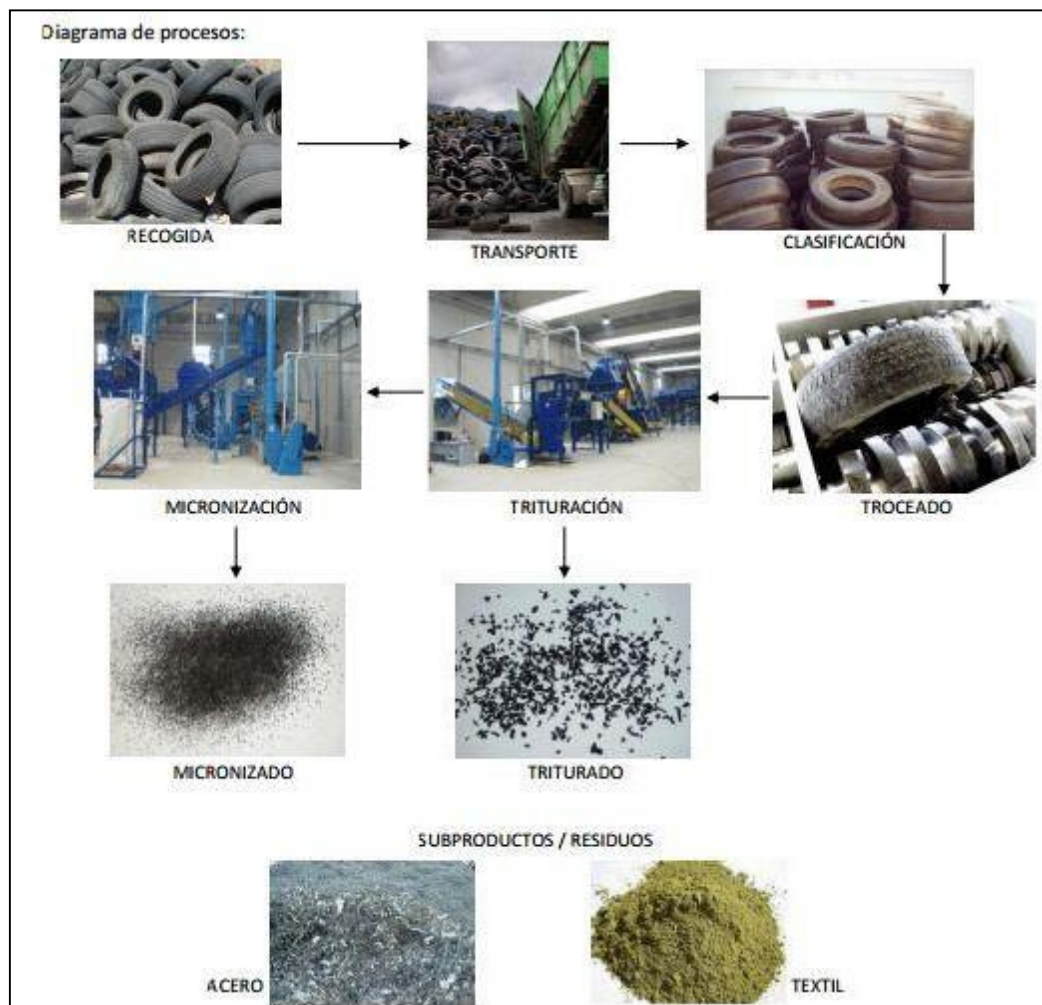 Diagrama de procesos:
RECOGIDA
TRANSPORTE
CLASIFICACIÓN
MICRONIZACIÓN
TRITURACIÓN
TROCEADO
MICRONIZADO
TRITURADO
SUBPRODUCTOS / RESIDUOS
ACERO
TEXTIL